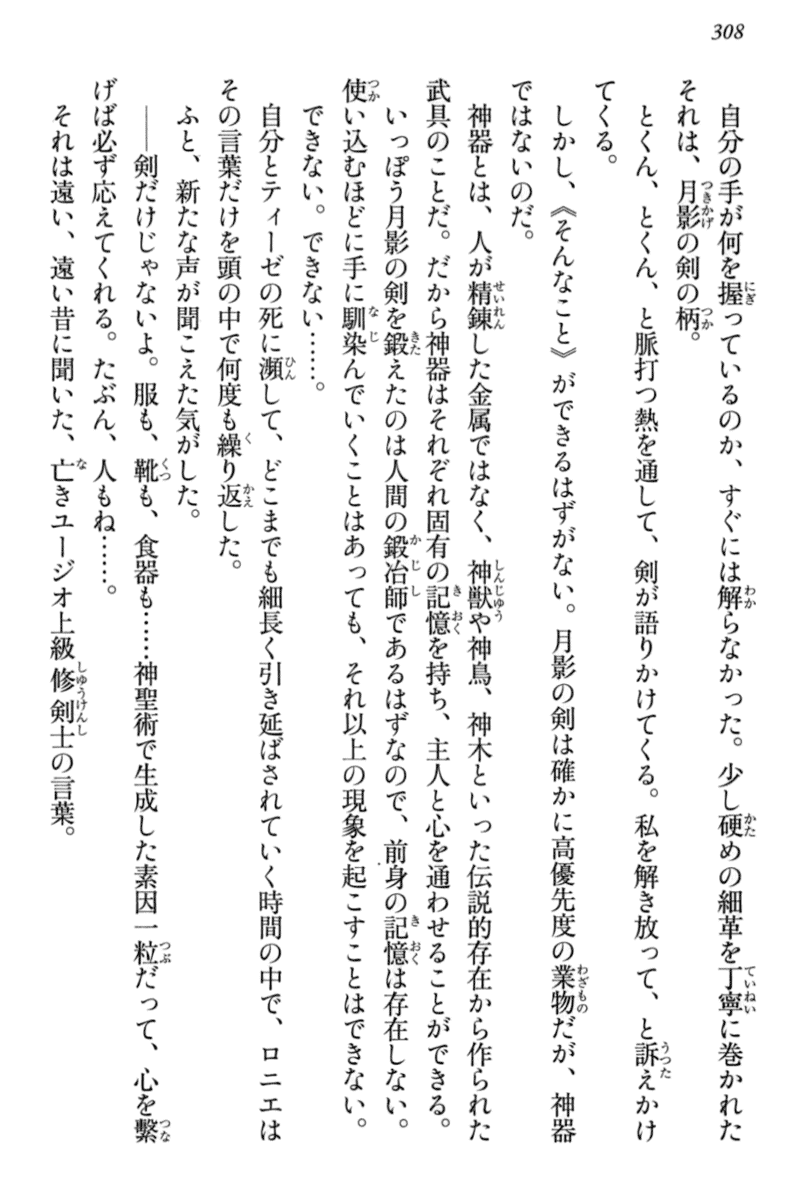 308
自分の手が何を握っているのか、すぐには解らなかった。少し硬めの細革を丁寧に巻かれた
それは、月影の剣の柄。
とくん、とくん、と脈打つ熱を通して、剣が語りかけてくる。私を解き放って、と訴えかけ
てくる。
しかし、《そんなこと》ができるはずがない。月影の剣は確かに高優先度の業物だが、神器
ではないのだ。
神器とは、人が精錬した金属ではなく、神獣や神鳥、神木といった伝説的存在から作られた
武具のことだ。だから神器はそれぞれ固有の記憶を持ち、主人と心を通わせることができる。
いっぽう月影の剣を鍛えたのは人間の鍛冶師であるはずなので、前身の記憶は存在しない。
使い込むほどに手に馴染んでいくことはあっても、それ以上の現象を起こすことはできない。
できない。できない……。
自分とティーゼの死に瀕して、どこまでも細長く引き延ばされていく時間の中で、ロニエは
その言葉だけを頭の中で何度も繰り返した。
ふと、新たな声が聞こえた気がした。
――剣だけじゃないよ。服も、靴も、食器も……神聖術で生成した素因一粒だって、心を繋
げば必ず応えてくれる。たぶん、人もね……。
それは遠い、遠い昔に聞いた、亡きユージオ上級修剣士の言葉。